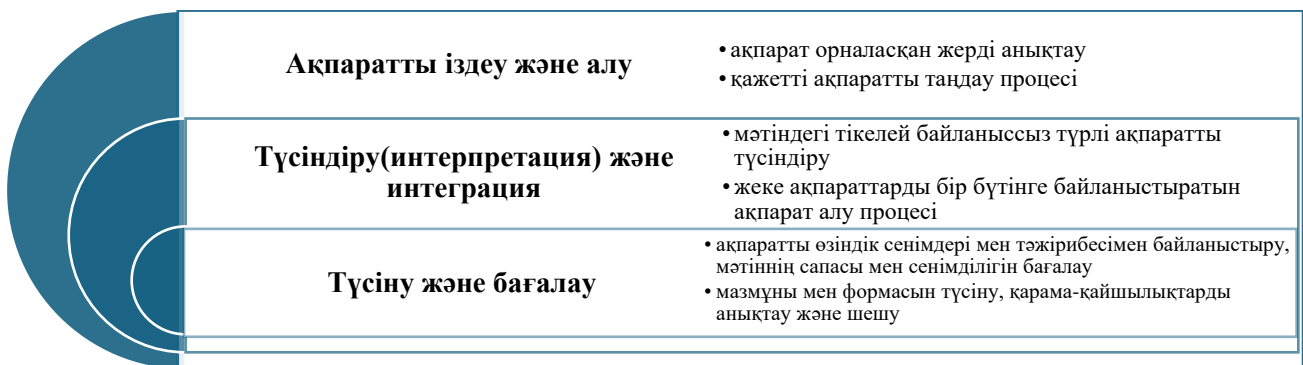 Ақпаратты іздеу және алу
• ақпарат орналасқан жерді анықтау
• қажетті ақпаратты таңдау процесі
Түсіндіру(интерпретация) және
интеграция
• мәтіндегі тікелей байланыссыз түрлі ақпаратты
түсіндіру
• жеке ақпараттарды бір бүтінге байланыстыратын
ақпарат алу процесі
Түсіну және бағалау
• ақпаратты өзіндік сенімдері мен тәжірибесімен байланыстыру,
мәтіннің сапасы мен сенімділігін бағалау
• мазмұны мен формасын түсіну, қарама-қайшылықтарды
анықтау және шешу